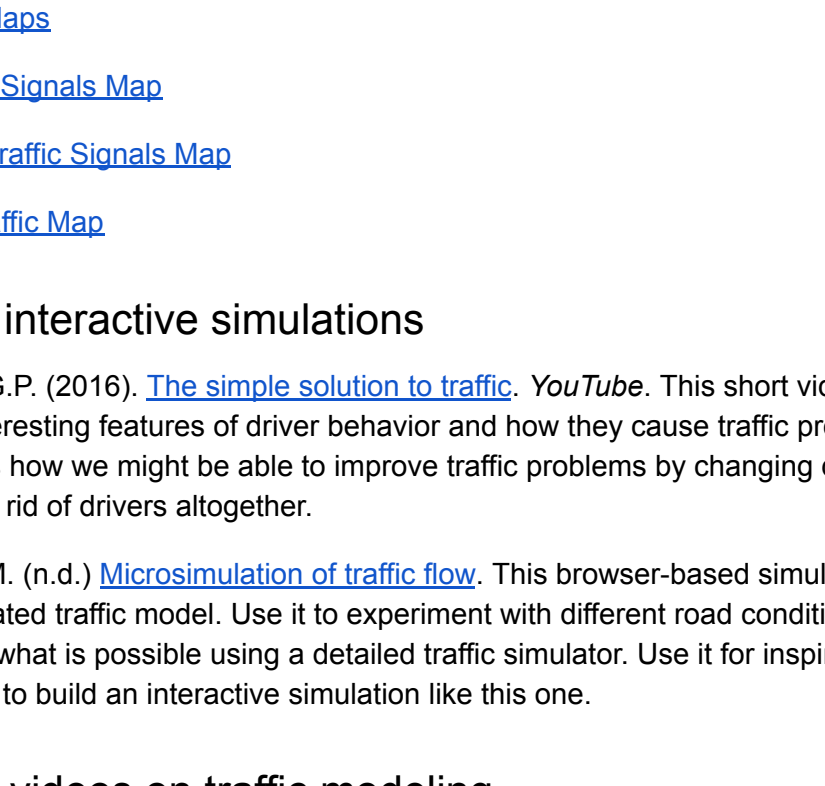 Maps
Signals Map
raffic Signals Map
ffic Map
interactive simulations
G.P. (2016). The simple solution to traffic. YouTube. This short vid
eresting features of driver behavior and how they cause traffic pro
s how we might be able to improve traffic problems by changing d
rid of drivers altogether.
M. (n.d.) Microsimulation of traffic flow. This browser-based simul
ated traffic model. Use it to experiment with different road conditi
what is possible using a detailed traffic simulator. Use it for inspi
to build an interactive simulation like this one.
videos on traffic modeling